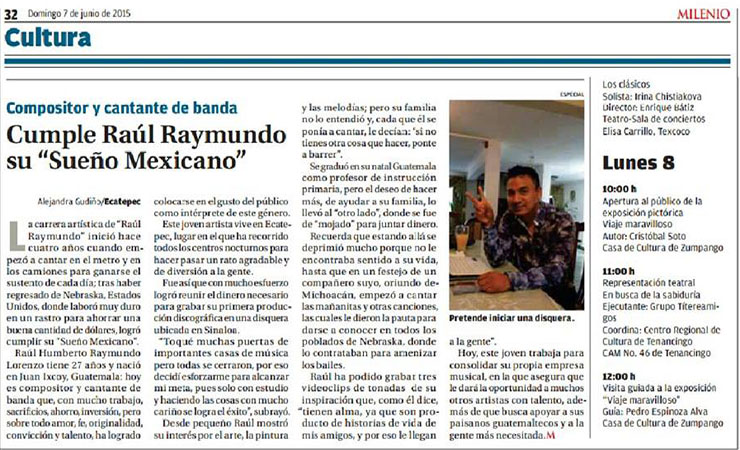 32 Domingo 7 de junio de 2015
MILENIO
Cultura
Compositor y cantante de banda
Cumple Raúl Raymundo
su “Sueño Mexicano”
Alejandra Gudiño/Ecatepec
La carrera artística de “Raúl
Raymundo” inició hace
cuatro años cuando em-
pezó a cantar en el metro y en
los camiones para ganarse el
sustento de cada día; tras haber
regresado de Nebraska, Estados
Unidos, donde laboró muy duro
en un rastro para ahorrar una
buena cantidad de dólares, logró
cumplir su “Sueño Mexicano”.
Raúl Humberto Raymundo
Lorenzo tiene 27 años y nació
en Juan Ixcoy, Guatemala: hoy
es compositor y cantante de
banda que, con mucho trabajo,
sacrificios, ahorro, inversión, pero
sobre todo amor, fe, originalidad,
convicción y talento, ha logrado
colocarse en el gusto del público
como intérprete de este género.
Este joven artista vive en Ecate-
pec, lugar en el que ha recorrido
todos los centros nocturnos para
hacer pasar un rato agradable y
de diversión a la gente.
Fue así que con mucho esfuerzo
logró reunir el dinero necesario
para grabar su primera produc-
ción discográfica en una disquera
ubicada en Sinaloa.
“Toqué muchas puertas de
importantes casas de música
pero todas se cerraron, por eso
decidí esforzarme para alcanzar
mi meta, pues solo con estudio
y haciendo las cosas con mucho
cariño se logra el éxito”, subrayó.
Desde pequeño Raúl mostró
su interés por el arte, la pintura
y las melodías; pero su familia
no lo entendió y, cada que él se
ponía a cantar, le decían: ‘si no
tienes otra cosa que hacer, ponte
a barrer”.
Se graduó en su natal Guatemala
como profesor de instrucción
primaria, pero el deseo de hacer
más, de ayudar a su familia, lo
llevó al “otro lado”, donde se fue
de “mojado” para juntar dinero.
Recuerda que estando allá se
deprimió mucho porque no le
encontraba sentido a su vida,
hasta que en un festejo de un
compañero suyo, oriundo de
Michoacán, empezó a cantar
las mañanitas y otras canciones,
las cuales le dieron la pauta para
darse a conocer en todos los
poblados de Nebraska. donde
lo contrataban para amenizar
los bailes.
Raúl ha podido grabar tres
videoclips de tonadas de su
inspiración que, como él dice,
“tienen alma, ya que son pro-
ducto de historias de vida de
mis amigos, y por eso le llegan
ESPECIAL
Pretende iniciar una disquera.
a la gente”.
Hoy, este joven trabaja para
consolidar su propia empresa
musical, en la que asegura que
le dará la oportunidad a muchos
otros artistas con talento, ade-
más de que busca apoyar a sus
paisanos guatemaltecos y a la
gente más necesitada.M
Los clásicos
Solista: Irina Chistiakova
Director: Enrique Bátiz
Teatro-Sala de conciertos
Elisa Carrillo, Texcoco
Lunes 8
10:00 h
Apertura al público de la
exposición pictórica
Viaje maravilloso
Autor: Cristóbal Soto
Casa de Cultura de Zumpango
11:00 h
Representación teatral
En busca de la sabiduría
Ejecutante: Grupo Títereami-
gos
Coordina: Centro Regional de
Cultura de Tenancingo
CAM No. 46 de Tenancingo
12:00 h
Visita guiada a la exposición
“Viaje maravilloso”
Guía: Pedro Espinoza Alva
Casa de Cultura de Zumpango